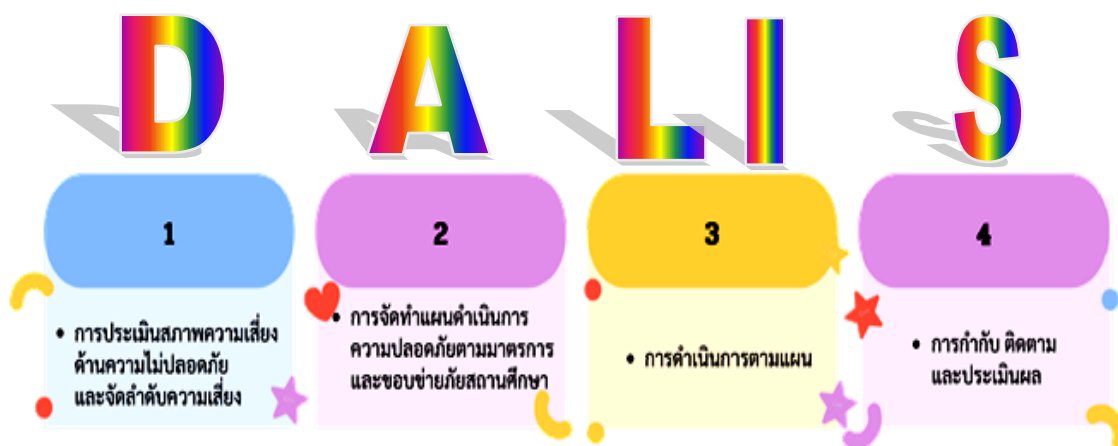 D A L I S
1
2
3
4
• การประเมินสภาพความเสี่ยง
ด้านความไม่ปลอดภัย
และจัดลำดับความเสี่ยง
• การจัดทำแผนดำเนินการ
ความปลอดภัยตามมาตรการ
และขอบข่ายภัยสถานศึกษา
• การดำเนินการตามแผน
• การกำกับ ติดตาม
และประเมินผล